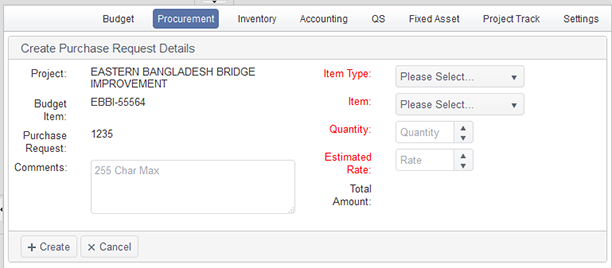 Budget Procurement Inventory Accounting QS Fixed Asset Project Track Settings
Create Purchase Request Details
Project: EASTERN BANGLADESH BRIDGE
IMPROVEMENT
Budget
Item: EBBI-55564
Purchase
Request: 1235
Comments: 255 Char Max
Item Type: Please Select...
Item: Please Select...
Quantity: Quantity
Estimated
Rate: Rate
Total
Amount:
+ Create × Cancel